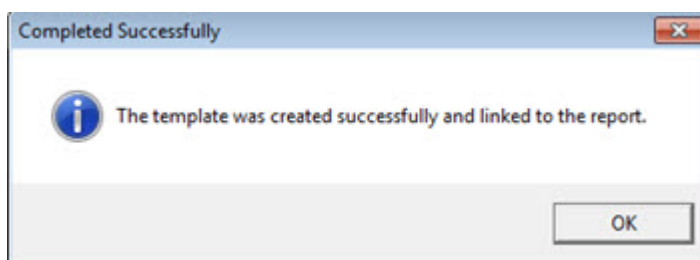 Completed Successfully
The template was created successfully and linked to the report.
OK